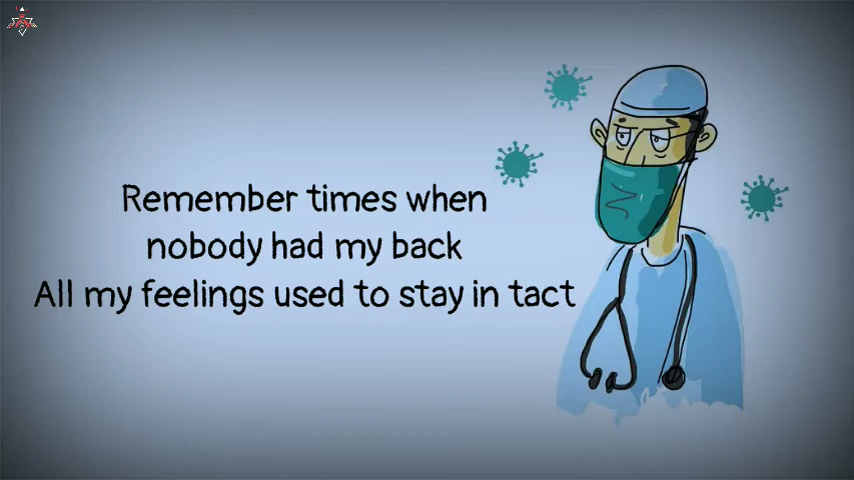 Remember times when
nobody had my back
All my feelings used to stay in tact